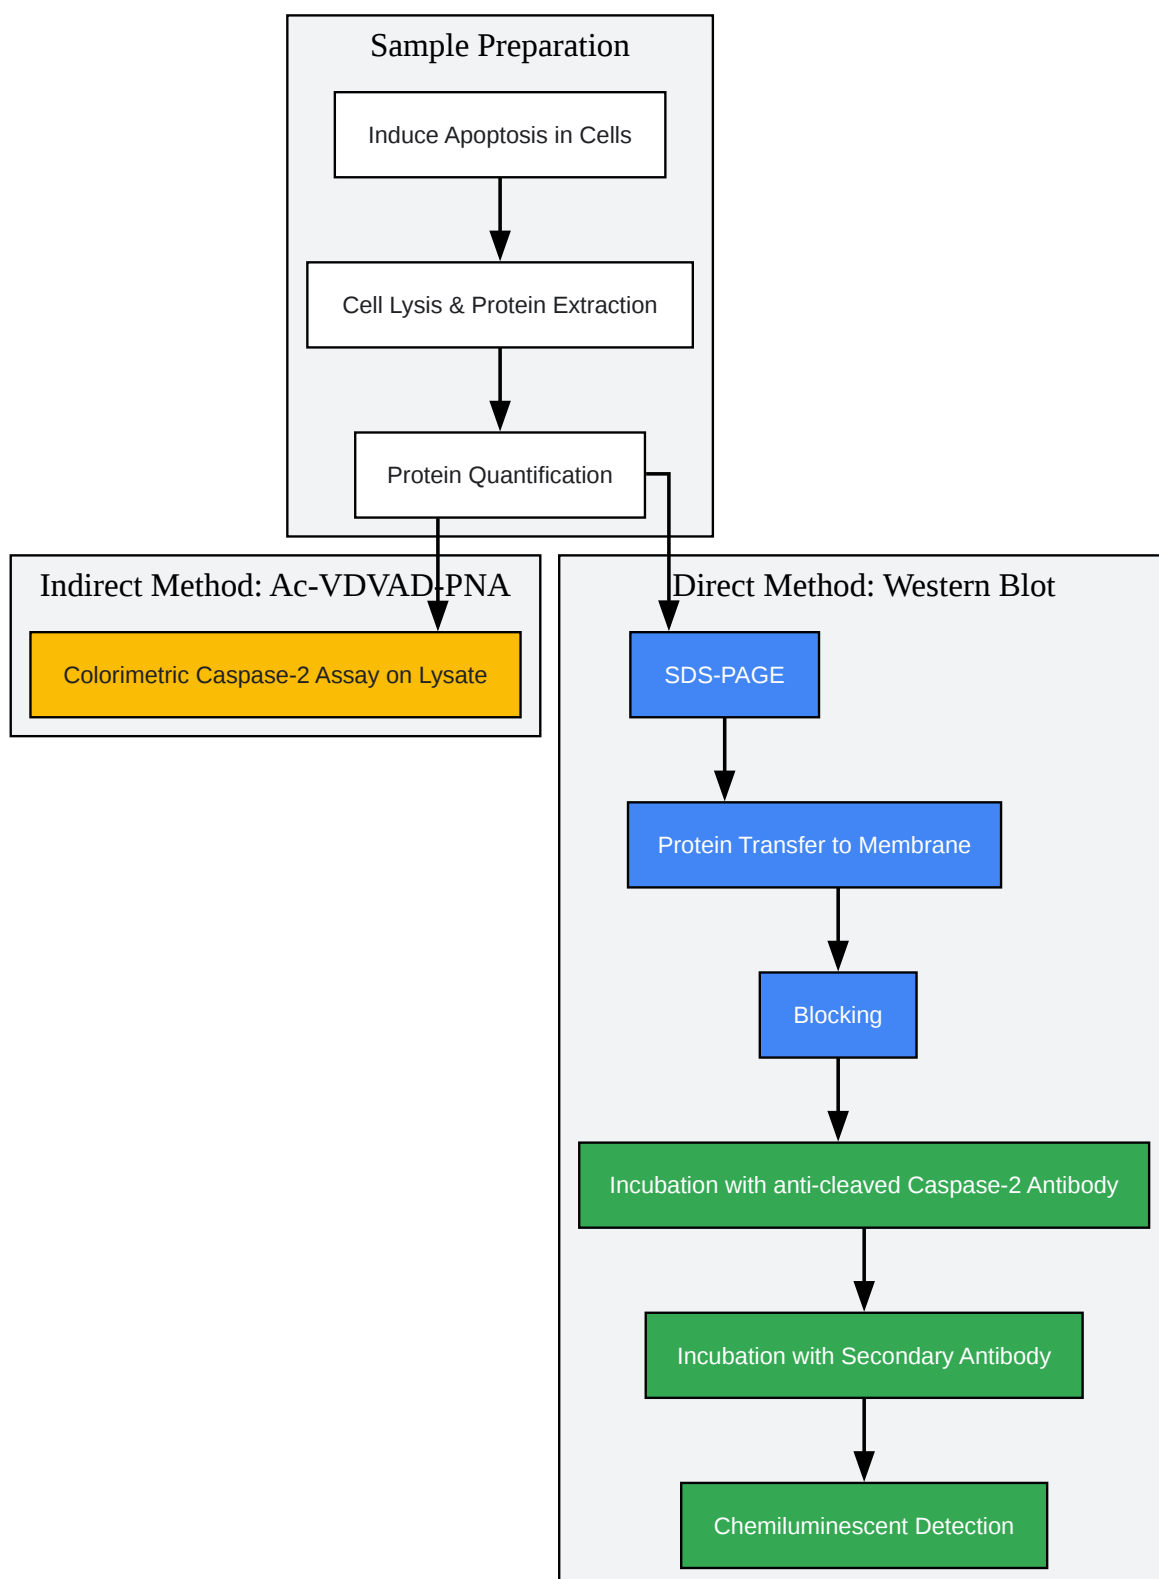 Sample Preparation
Induce Apoptosis in Cells
Cell Lysis & Protein Extraction
Protein Quantification
Indirect Method: Ac-VDVAD-PNA
Colorimetric Caspase-2 Assay on Lysate
Direct Method: Western Blot
SDS-PAGE
Protein Transfer to Membrane
Blocking
Incubation with anti-cleaved Caspase-2 Antibody
Incubation with Secondary Antibody
Chemiluminescent Detection